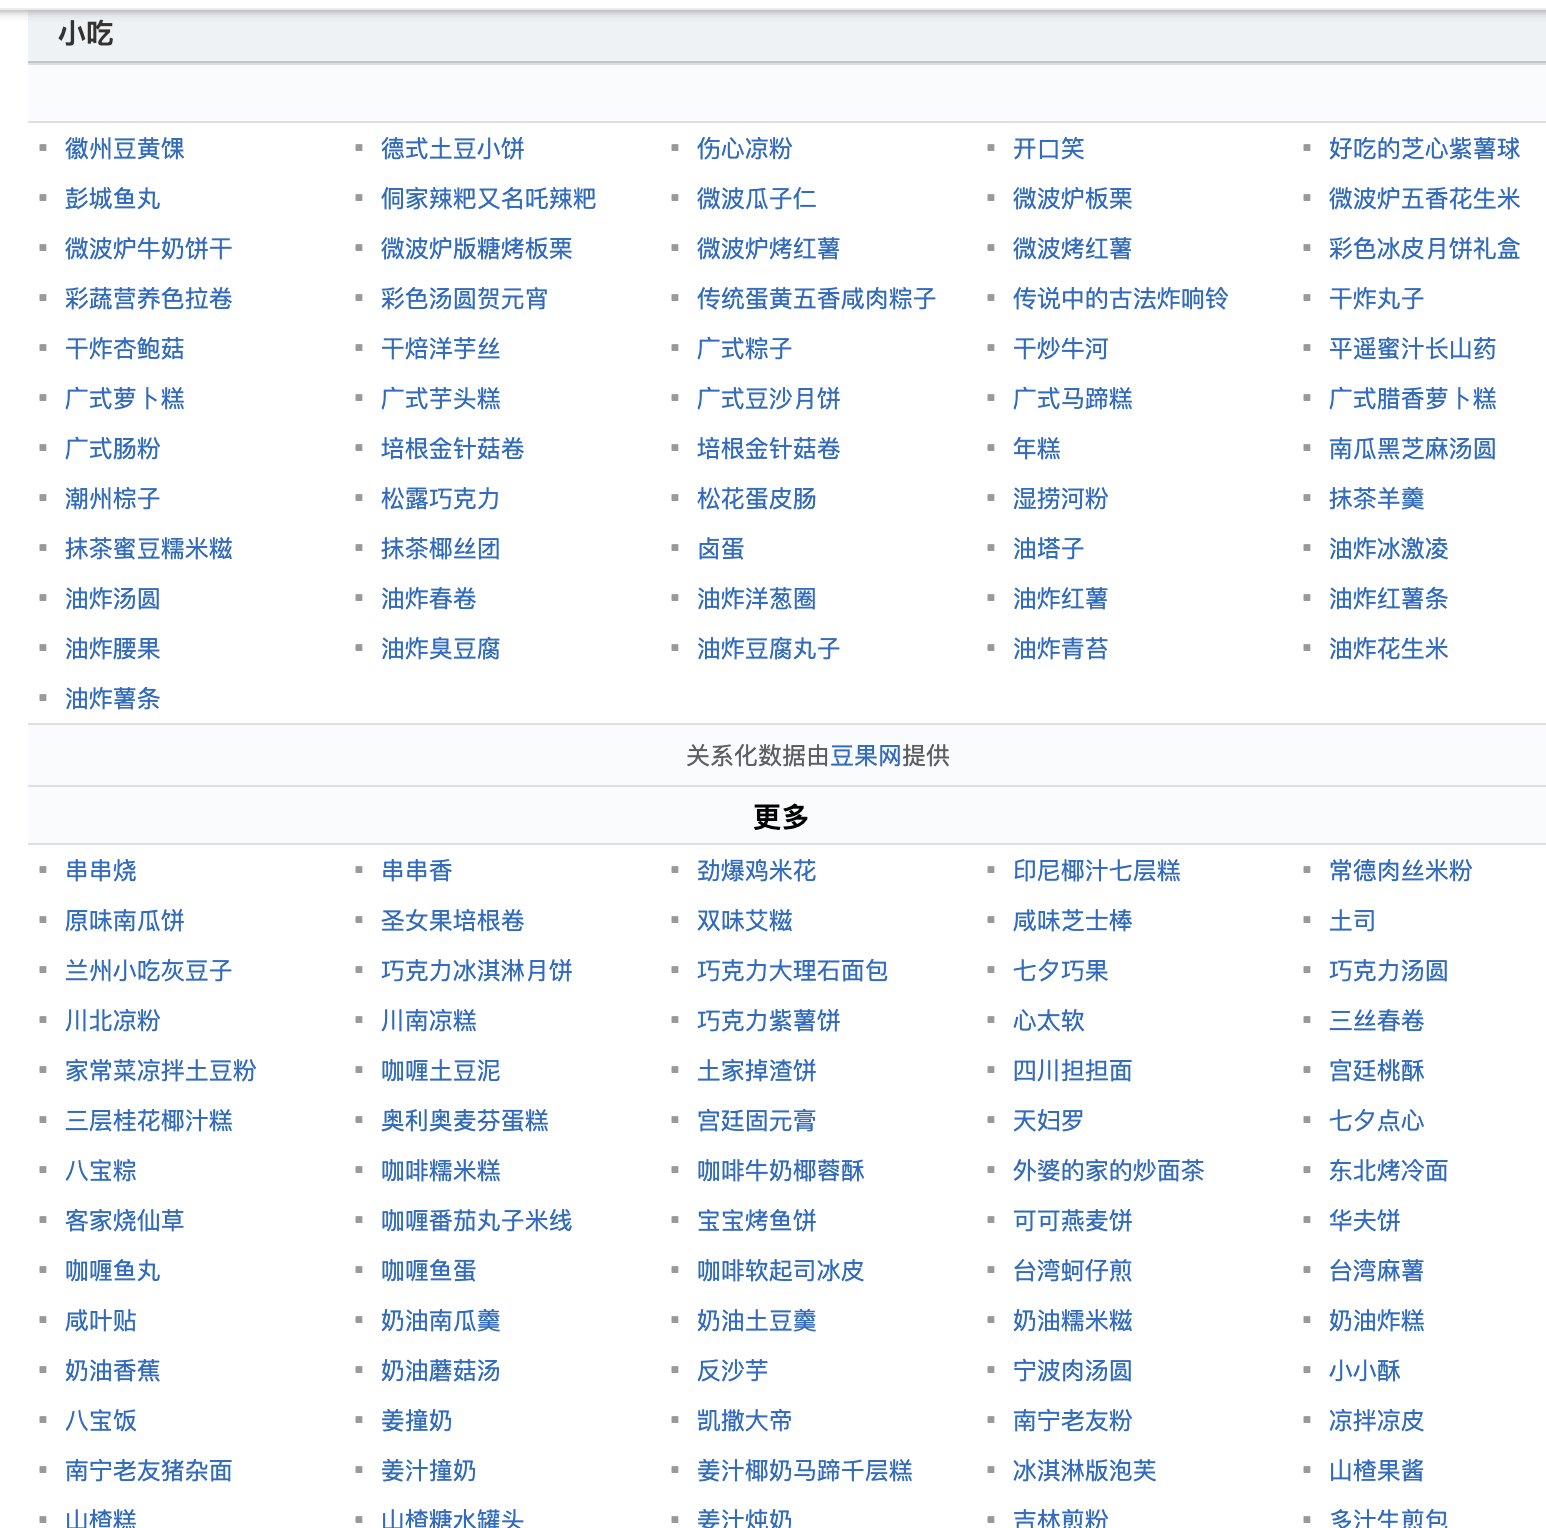 小吃
徽州豆黄馃 德式土豆小饼 伤心凉粉 开口笑 好吃的芝心紫薯球
彭城鱼丸 侗家辣粑又名吒辣粑 微波瓜子仁 微波炉板栗 微波炉五香花生米
微波炉牛奶饼干 微波炉版糖烤板栗 微波炉烤红薯 微波烤红薯 彩色冰皮月饼礼盒
彩蔬营养色拉卷 彩色汤圆贺元宵 传统蛋黄五香咸肉粽子 传说中的古法炸响铃 干炸丸子
干炸杏鲍菇 干焙洋芋丝 广式粽子 干炒牛河 平遥蜜汁长山药
广式萝卜糕 广式芋头糕 广式豆沙月饼 广式马蹄糕 广式腊香萝卜糕
广式肠粉 培根金针菇卷 培根金针菇卷 年糕 南瓜黑芝麻汤圆
潮州棕子 松露巧克力 松花蛋皮肠 湿捞河粉 抹茶羊羹
抹茶蜜豆糯米糍 抹茶椰丝团 卤蛋 油塔子 油炸冰激凌
油炸汤圆 油炸春卷 油炸洋葱圈 油炸红薯 油炸红薯条
油炸腰果 油炸臭豆腐 油炸豆腐丸子 油炸青苔 油炸花生米
油炸薯条
关系化数据由豆果网提供
更多
串串烧 串串香 劲爆鸡米花 印尼椰汁七层糕 常德肉丝米粉
原味南瓜饼 圣女果培根卷 双味艾糍 咸味芝士棒 土司
兰州小吃灰豆子 巧克力冰淇淋月饼 巧克力大理石面包 七夕巧果 巧克力汤圆
川北凉粉 川南凉糕 巧克力紫薯饼 心太软 三丝春卷
家常菜凉拌土豆粉 咖喱土豆泥 土家掉渣饼 四川担担面 宫廷桃酥
三层桂花椰汁糕 奥利奥麦芬蛋糕 宫廷固元膏 天妇罗 七夕点心
八宝粽 咖啡糯米糕 咖啡牛奶椰蓉酥 外婆的家的炒面茶 东北烤冷面
客家烧仙草 咖喱番茄丸子米线 宝宝烤鱼饼 可可燕麦饼 华夫饼
咖喱鱼丸 咖喱鱼蛋 咖啡软起司冰皮 台湾蚵仔煎 台湾麻薯
咸叶贴 奶油南瓜羹 奶油土豆羹 奶油糯米糍 奶油炸糕
奶油香蕉 奶油蘑菇汤 反沙芋 宁波肉汤圆 小小酥
八宝饭 姜撞奶 凯撒大帝 南宁老友粉 凉拌凉皮
南宁老友猪杂面 姜汁撞奶 姜汁椰奶马蹄千层糕 冰淇淋版泡芙 山楂果酱
山楂糕 山楂糖水罐头 姜汁炖奶 吉林煎粉 多汁生煎包